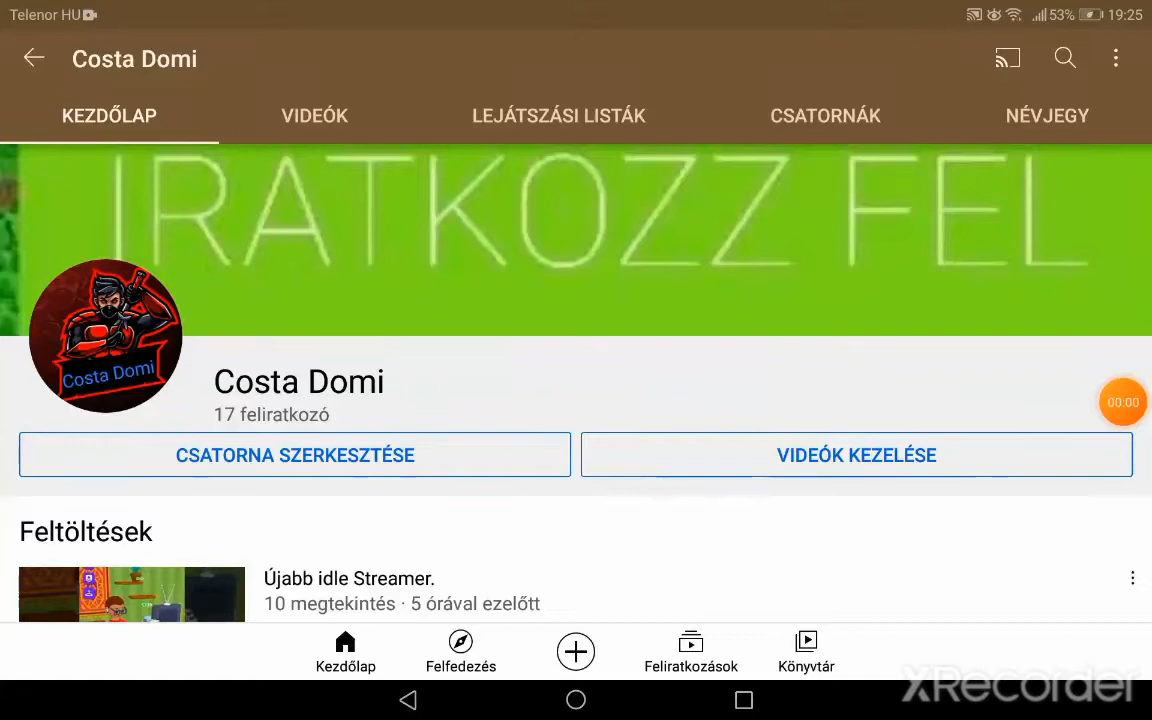 Telenor HU 53% 19:25
Costa Domi
KEZDŐLAP VIDEÓK LEJÁTSZÁSI LISTÁK CSATORNÁK NÉVJEGY
IRATKOZZ FEL
Costa Domi
Costa Domi
17 feliratkozó
00:00
CSATORNA SZERKESZTÉSE VIDEÓK KEZELÉSE
Feltöltések
Újabb idle Streamer.
10 megtekintés · 5 órával ezelőtt
Kezdőlap Felfedezés Feliratkozások Könyvtár
XRecorder